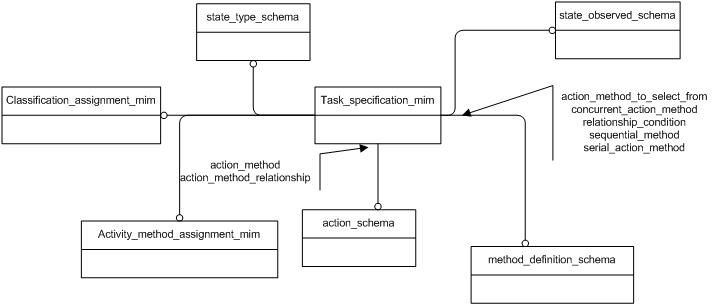 state_type_schema
state_observed_schema
Classification_assignment_mim
Task_specification_mim
action_method_to_select_from
concurrent_action_method
relationship_condition
sequential_method
serial_action_method
action_method
action_method_relationship
Activity_method_assignment_mim
action_schema
method_definition_schema